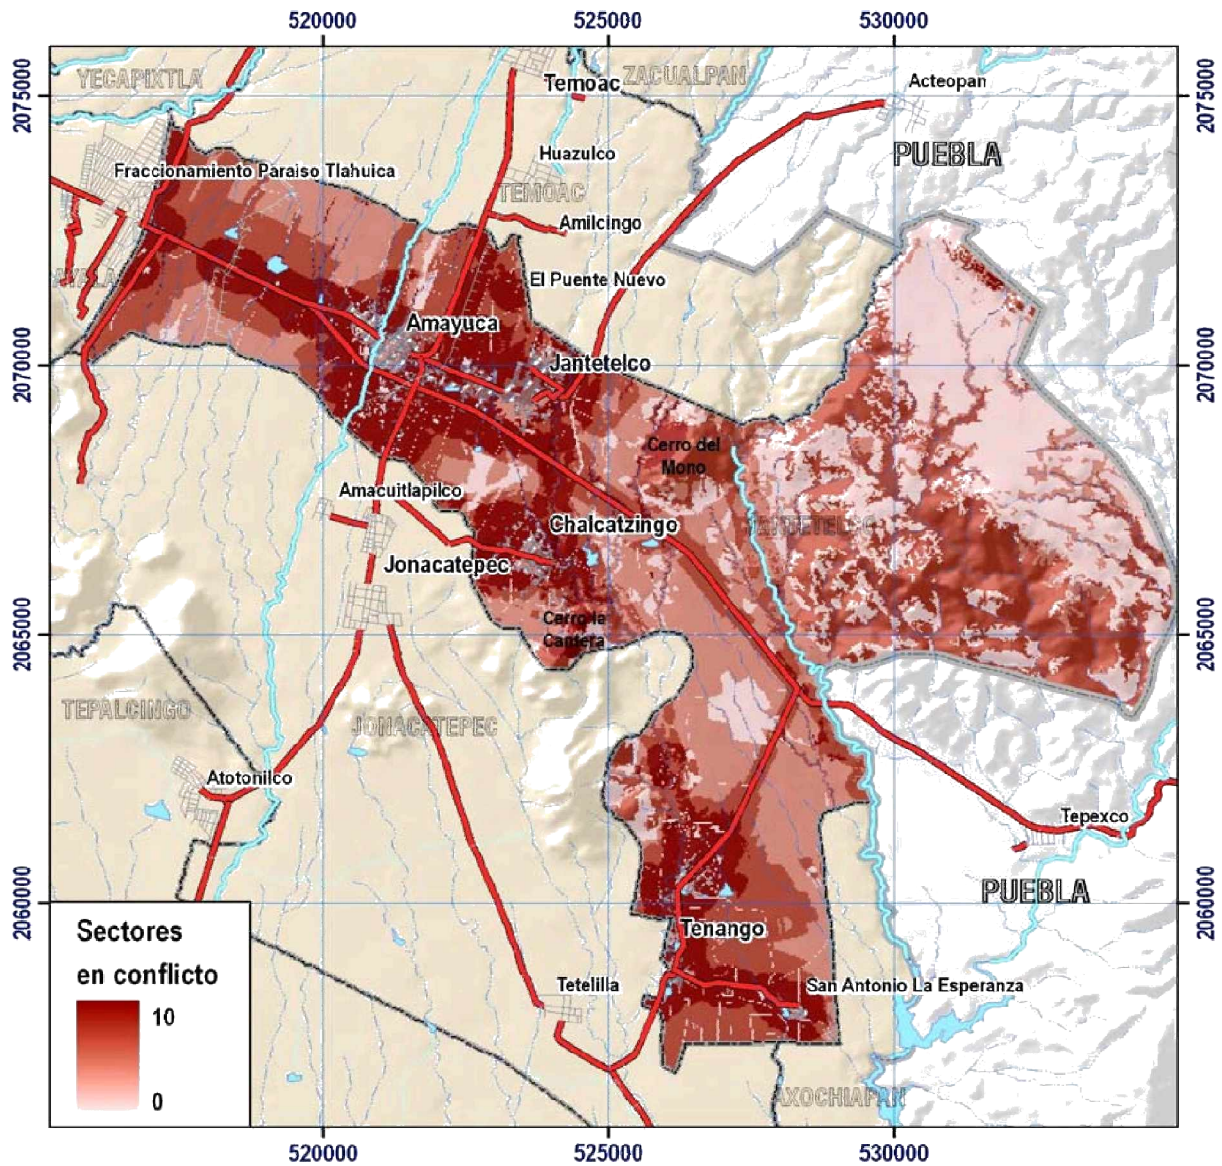 520000
525000
530000
2075000
2075000
YECAPIXTLA
Temoac
ZACUALPAN
Acteopan
Huazulco
PUEBLA
Fraccionamiento Paraiso Tlahuica
TEMOAC
Amilcingo
AYALA
El Puente Nuevo
Amayuca
2070000
2070000
Jantetelco
Cerro del
Mono
Amacuitlapilco
Chalcatzingo
JANTETELCO
Jonacatepec
Cerro la
Cantera
2065000
2065000
TEPALCINGO
JONACATEPEC
Atotonilco
Tepexco
PUEBLA
2060000
2060000
Tenango
Sectores
en conflicto
10
0
Tetelilla
San Antonio La Esperanza
AXOCHIAPAN
520000
525000
530000